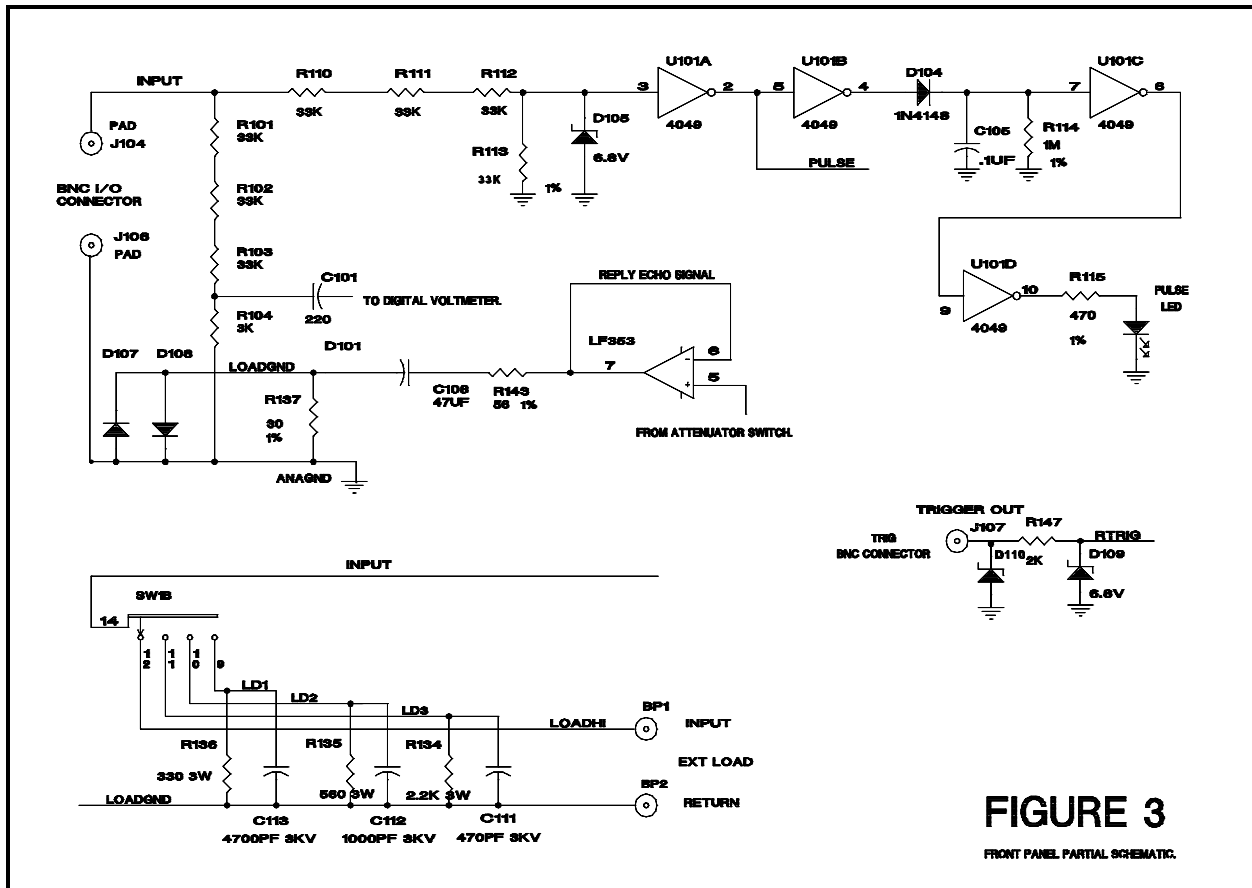 INPUT
PAD
J104
BNC I/O
CONNECTOR
J106
PAD
R110
33K
R111
33K
R112
33K
R101
33K
R102
33K
R103
33K
R104
3K
C101
220
TO DIGITAL VOLTMETER.
D101
R113
33K
1%
D105
6.8V
3
U101A
2
4049
PULSE
5
U101B
4
4049
D104
1N4148
C105
.1UF
R114
1M
1%
7
U101C
6
4049
9
U101D
10
4049
R115
470
1%
PULSE
LED
REPLY ECHO SIGNAL
LF353
7
6
-
5
+
FROM ATTENUATOR SWITCH.
D107
D108
LOADGND
R137
30
1%
C108
47UF
R143
56 1%
ANAGND
TRIGGER OUT
J107
TRIG
BNC CONNECTOR
R147
2K
D110
RTRIG
D109
6.8V
INPUT
SW1B
14
12
11
10
9
LD1
LD2
LD3
LOADHI
BP1
INPUT
EXT LOAD
BP2
RETURN
R136
330 3W
R135
560 3W
R134
2.2K 3W
LOADGND
C113
4700PF 3KV
C112
1000PF 3KV
C111
470PF 3KV
FIGURE 3
FRONT PANEL PARTIAL SCHEMATIC.